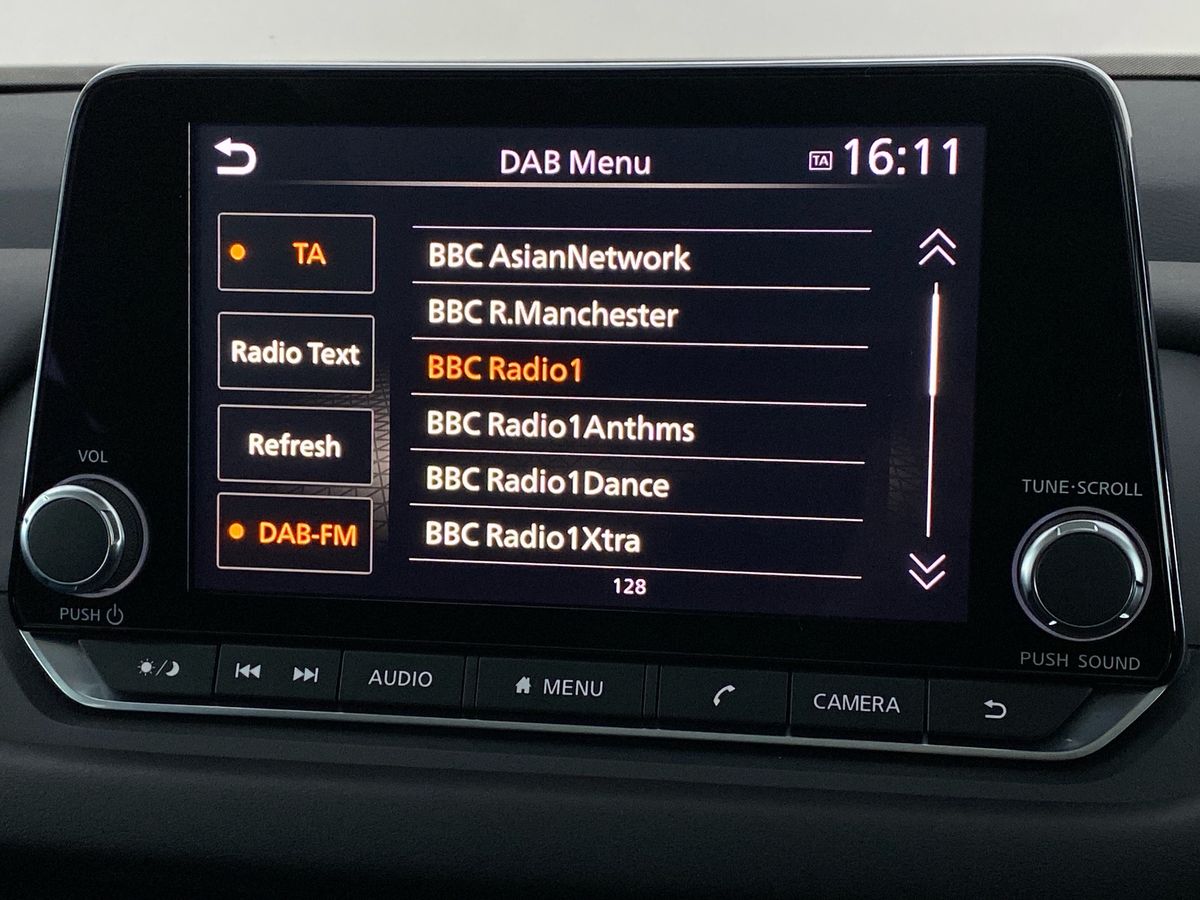 DAB Menu
TA 16:11
TA
Radio Text
Refresh
DAB-FM
BBC AsianNetwork
BBC R.Manchester
BBC Radio1
BBC Radio1Anthms
BBC Radio1Dance
BBC Radio1Xtra
128
VOL
PUSH
TUNE·SCROLL
PUSH SOUND
AUDIO
MENU
CAMERA